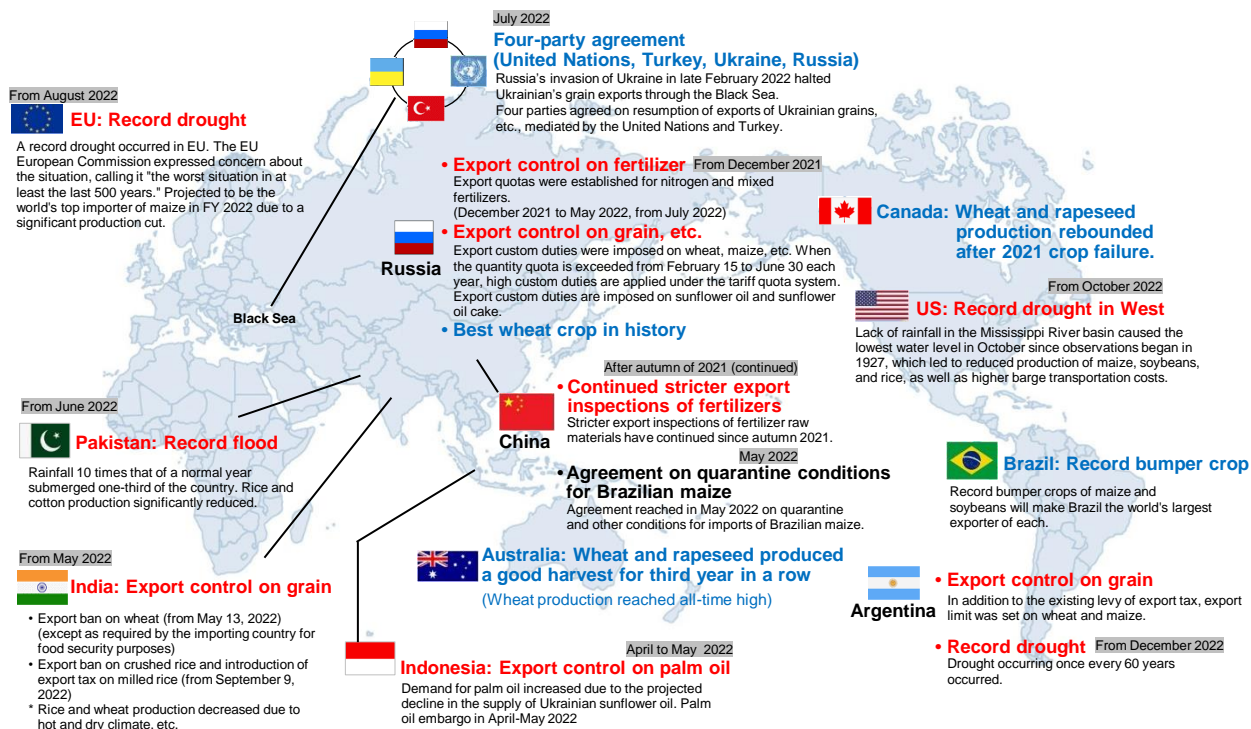 July 2022
Four-party agreement
(United Nations, Turkey, Ukraine, Russia)
Russia's invasion of Ukraine in late February 2022 halted
Ukrainian's grain exports through the Black Sea.
Four parties agreed on resumption of exports of Ukrainian grains,
etc., mediated by the United Nations and Turkey.
From August 2022
EU: Record drought
A record drought occurred in EU. The EU
European Commission expressed concern about
the situation, calling it "the worst situation in at
least the last 500 years." Projected to be the
world's top importer of maize in FY 2022 due to a
significant production cut.
• Export control on fertilizer From December 2021
Export quotas were established for nitrogen and mixed
fertilizers.
(December 2021 to May 2022, from July 2022)
• Export control on grain, etc.
Export custom duties were imposed on wheat, maize, etc. When
the quantity quota is exceeded from February 15 to June 30 each
year, high custom duties are applied under the tariff quota system.
Export custom duties are imposed on sunflower oil and sunflower
oil cake.
• Best wheat crop in history
Russia
Black Sea
Canada: Wheat and rapeseed
production rebounded
after 2021 crop failure.
From October 2022
US: Record drought in West
Lack of rainfall in the Mississippi River basin caused the
lowest water level in October since observations began in
1927, which led to reduced production of maize, soybeans,
and rice, as well as higher barge transportation costs.
After autumn of 2021 (continued)
• Continued stricter export
inspections of fertilizers
Stricter export inspections of fertilizer raw
materials have continued since autumn 2021.
China
May 2022
• Agreement on quarantine conditions
for Brazilian maize
Agreement reached in May 2022 on quarantine
and other conditions for imports of Brazilian maize.
From June 2022
Pakistan: Record flood
Rainfall 10 times that of a normal year
submerged one-third of the country. Rice and
cotton production significantly reduced.
Brazil: Record bumper crop
Record bumper crops of maize and
soybeans will make Brazil the world's largest
exporter of each.
From May 2022
India: Export control on grain
• Export ban on wheat (from May 13, 2022)
(except as required by the importing country for
food security purposes)
• Export ban on crushed rice and introduction of
export tax on milled rice (from September 9,
2022)
* Rice and wheat production decreased due to
hot and dry climate, etc.
Australia: Wheat and rapeseed produced
a good harvest for third year in a row
(Wheat production reached all-time high)
Argentina
• Export control on grain
In addition to the existing levy of export tax, export
limit was set on wheat and maize.
• Record drought From December 2022
Drought occurring once every 60 years
occurred.
April to May 2022
Indonesia: Export control on palm oil
Demand for palm oil increased due to the projected
decline in the supply of Ukrainian sunflower oil. Palm
oil embargo in April-May 2022